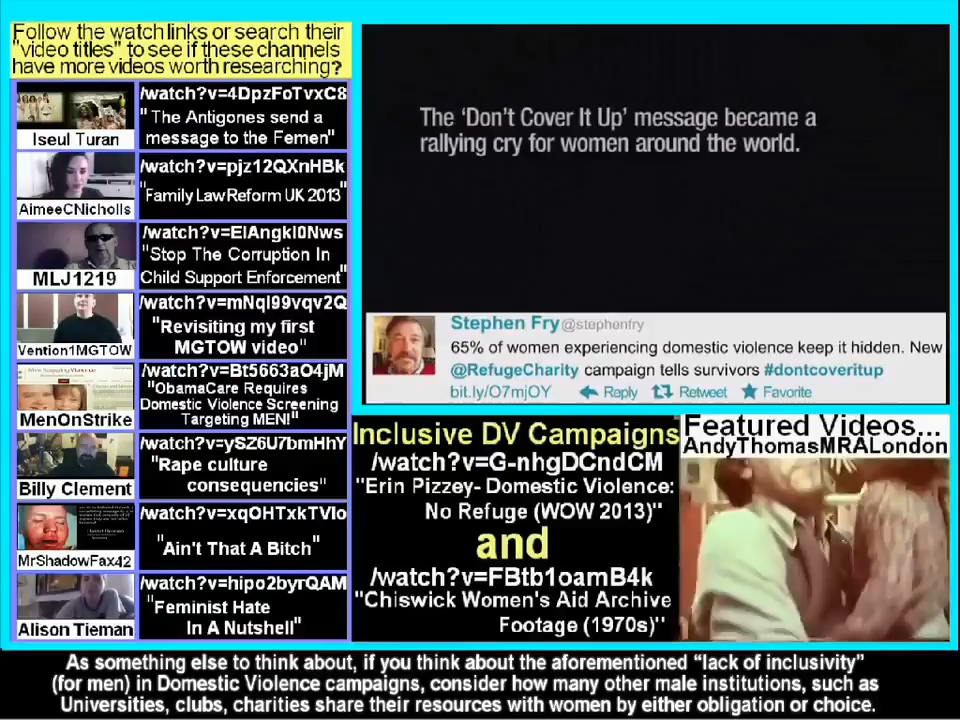 Follow the watch links or search their
"video titles" to see if these channels
have more videos worth researching?
Iseul Turan
/watch?v=4DpzFoTvxC8
" The Antigones send a
message to the Femen"
AimeeCNicholls
/watch?v=pjz12QXnHBk
"Family Law Reform UK 2013"
MLJ1219
/watch?v=ElAngkl0Nws
"Stop The Corruption In
Child Support Enforcement"
Vention1MGTOW
/watch?v=mNql99vqv2Q
"Revisiting my first
MGTOW video"
MenOnStrike
/watch?v=Bt5663aO4jM
"ObamaCare Requires
Domestic Violence Screening
Targeting MEN!"
Billy Clement
/watch?v=ySZ6U7bmHhY
"Rape culture
consequencies"
MrShadowFax42
/watch?v=xqOHTxkTVIo
"Ain't That A Bitch"
Alison Tieman
/watch?v=hipo2byrQAM
"Feminist Hate
In A Nutshell"
The ‘Don’t Cover It Up’ message became a
rallying cry for women around the world.
Stephen Fry @stephenfry
65% of women experiencing domestic violence keep it hidden. New
@RefugeCharity campaign tells survivors #dontcoveritup
bit.ly/O7mjOY Reply Retweet Favorite
Inclusive DV Campaigns
/watch?v=G-nhgDCndCM
"Erin Pizzey- Domestic Violence:
No Refuge (WOW 2013)"
and
/watch?v=FBtb1oamB4k
"Chiswick Women's Aid Archive
Footage (1970s)"
Featured Videos...
AndyThomasMRALondon
As something else to think about, if you think about the aforementioned “lack of inclusivity”
(for men) in Domestic Violence campaigns, consider how many other male institutions, such as
Universities, clubs, charities share their resources with women by either obligation or choice.